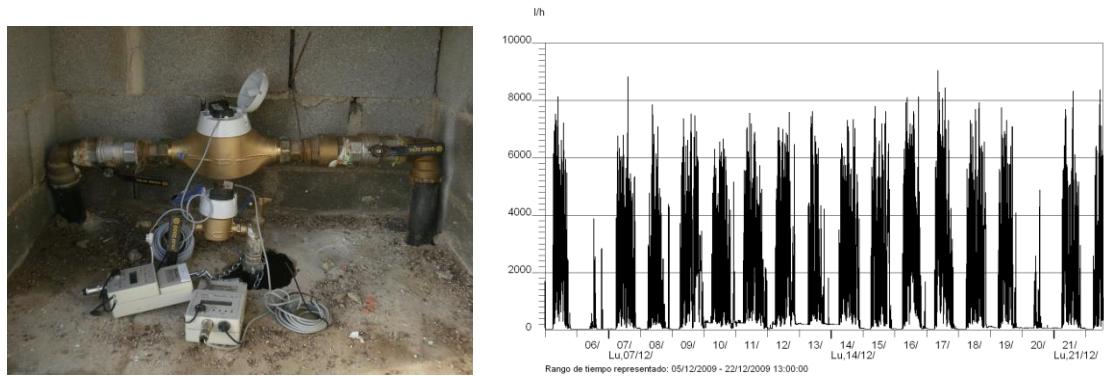 l/h
10000
8000
6000
4000
2000
0
06/ 07/ 08/ 09/ 10/ 11/ 12/ 13/ 14/ 15/ 16/ 17/ 18/ 19/ 20/ 21/
Lu,07/12/ Lu,14/12/ Lu,21/12/
Rango de tiempo representado: 05/12/2009 - 22/12/2009 13:00:00